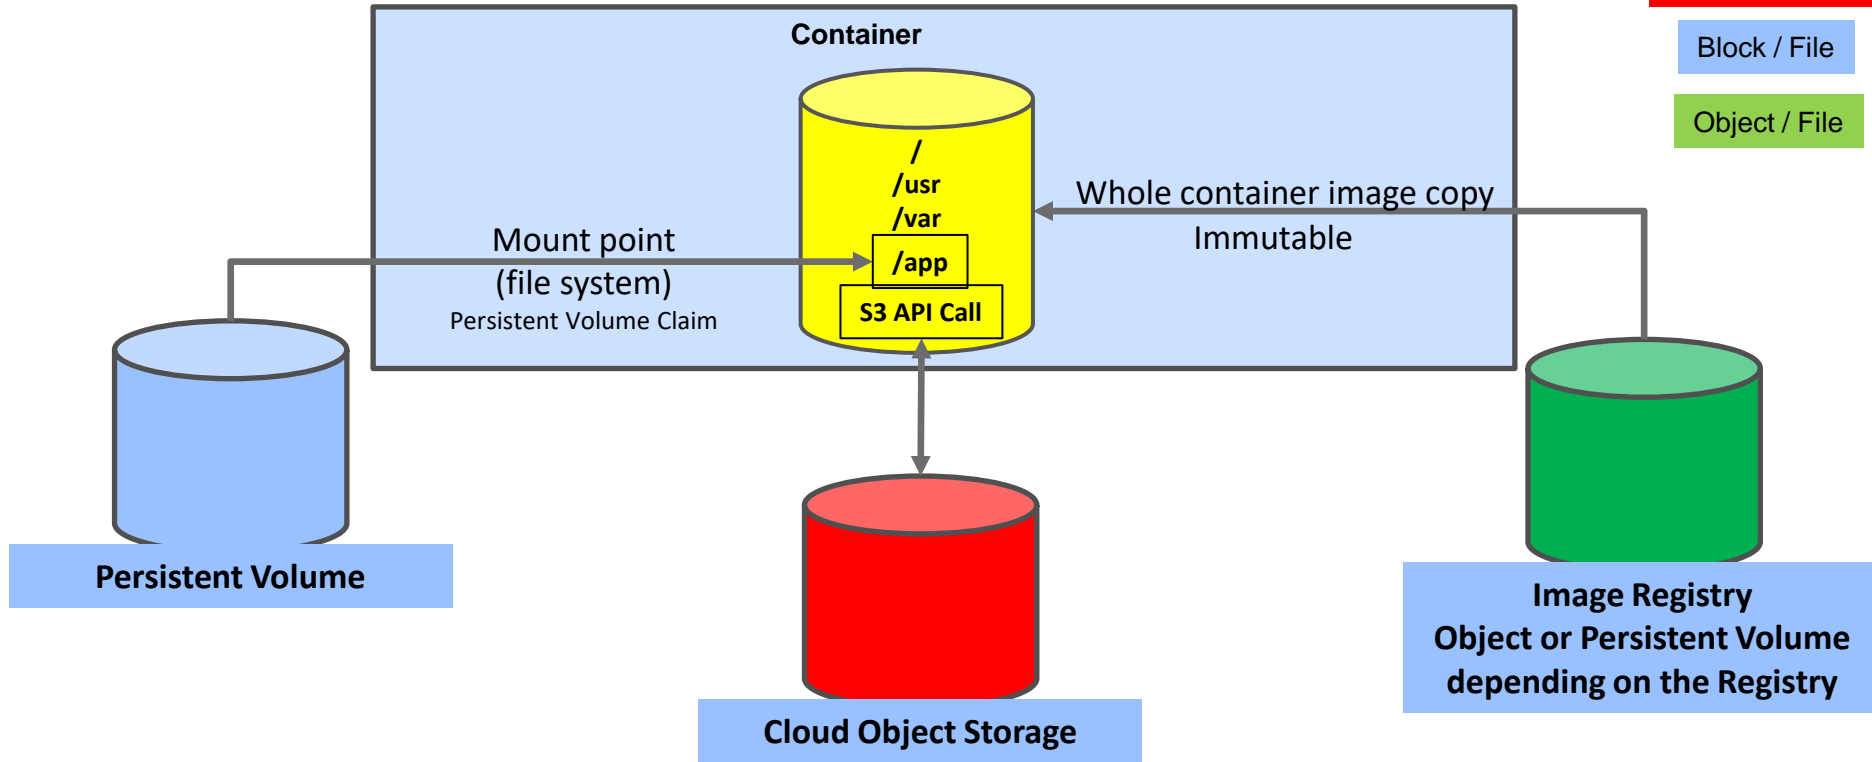 Container
Block / File
Object / File
/
/usr
/var
/app
S3 API Call
Mount point
(file system)
Persistent Volume Claim
Whole container image copy
Immutable
Persistent Volume
Cloud Object Storage
Image Registry
Object or Persistent Volume
depending on the Registry